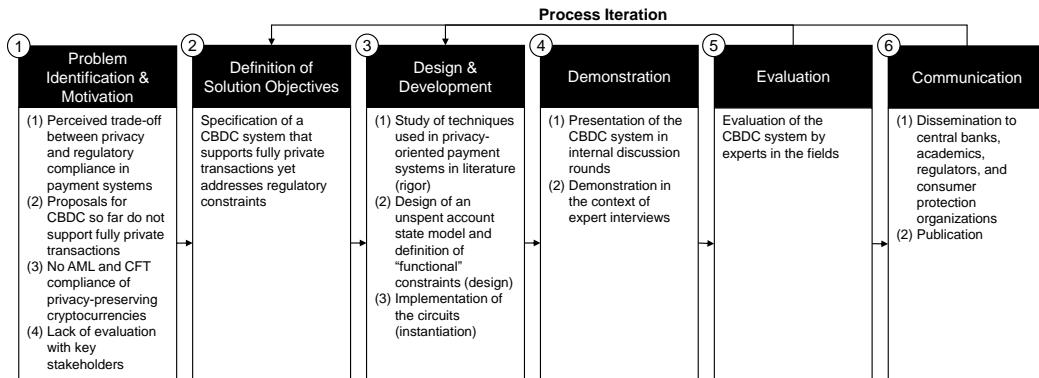 Process Iteration
1
Problem
Identification &
Motivation
(1) Perceived trade-off
between privacy
and regulatory
compliance in
payment systems
(2) Proposals for
CBDC so far do not
support fully private
transactions
(3) No AML and CFT
compliance of
privacy-preserving
cryptocurrencies
(4) Lack of evaluation
with key
stakeholders
2
Definition of
Solution Objectives
Specification of a
CBDC system that
supports fully private
transactions yet
addresses regulatory
constraints
3
Design &
Development
(1) Study of techniques
used in privacy-
oriented payment
systems in literature
(rigor)
(2) Design of an
unspent account
state model and
definition of
“functional”
constraints (design)
(3) Implementation of
the circuits
(instantiation)
4
Demonstration
(1) Presentation of the
CBDC system in
internal discussion
rounds
(2) Demonstration in
the context of
expert interviews
5
Evaluation
Evaluation of the
CBDC system by
experts in the fields
6
Communication
(1) Dissemination to
central banks,
academics,
regulators, and
consumer
protection
organizations
(2) Publication